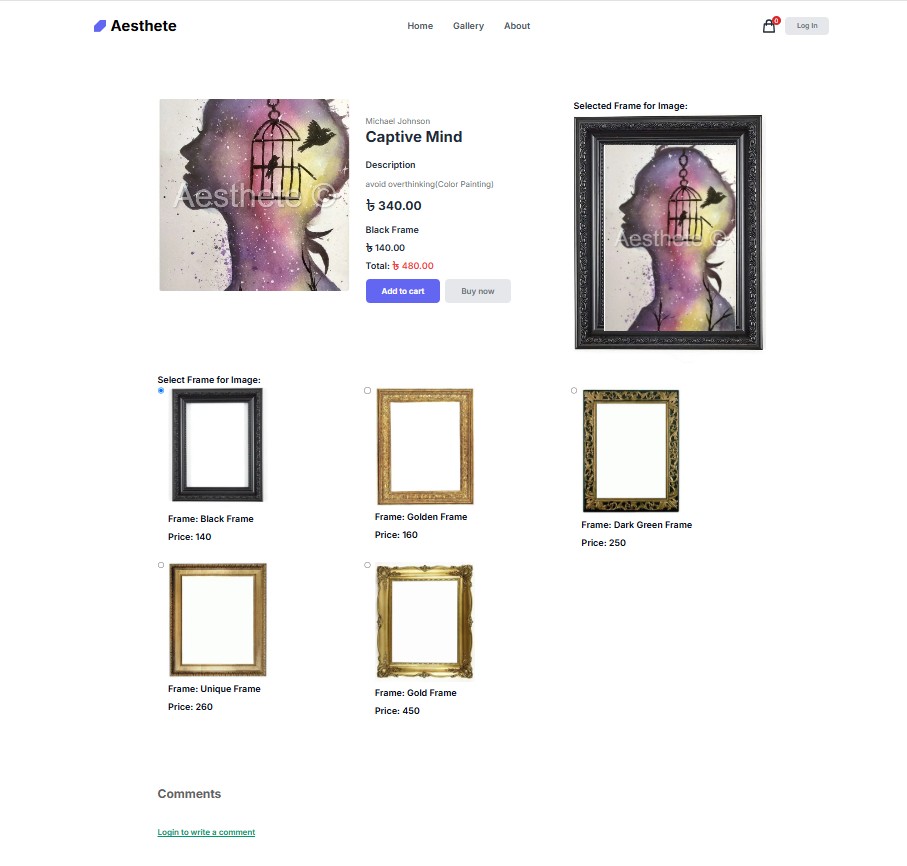 Aesthete
Home Gallery About
0
Log In
Aesthete ©
Michael Johnson
Captive Mind
Description
avoid overthinking(Color Painting)
৳ 340.00
Black Frame
৳ 140.00
Total: ৳ 480.00
Add to cart
Buy now
Selected Frame for Image:
Aesthete ©
Select Frame for Image:
Frame: Black Frame
Price: 140
Frame: Golden Frame
Price: 160
Frame: Dark Green Frame
Price: 250
Frame: Unique Frame
Price: 260
Frame: Gold Frame
Price: 450
Comments
Login to write a comment